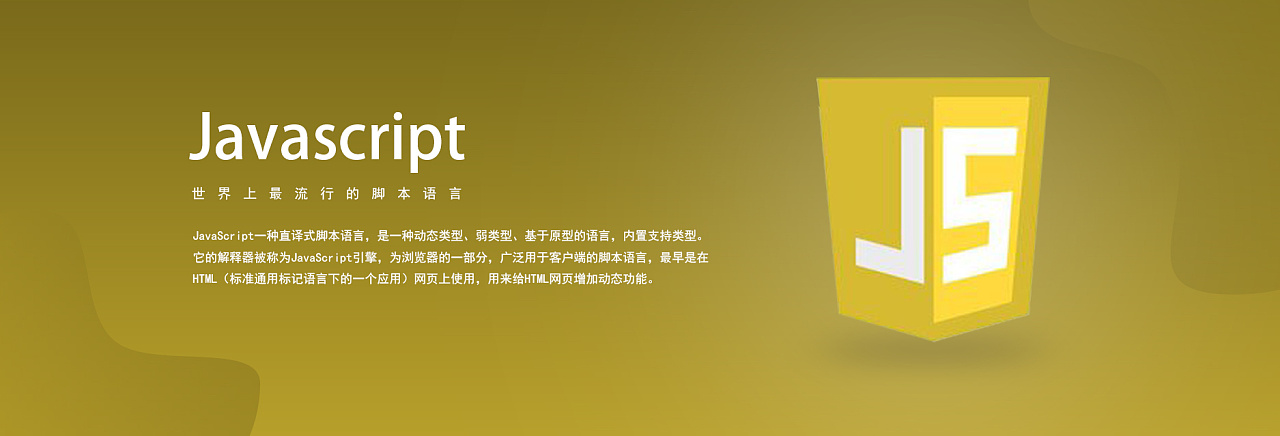 Javascript
世界上最流行的脚本语言
JavaScript一种直译式脚本语言，是一种动态类型、弱类型、基于原型的语言，内置支持类型。
它的解释器被称为JavaScript引擎，为浏览器的一部分，广泛用于客户端的脚本语言，最早是在
HTML（标准通用标记语言下的一个应用）网页上使用，用来给HTML网页增加动态功能。
JS